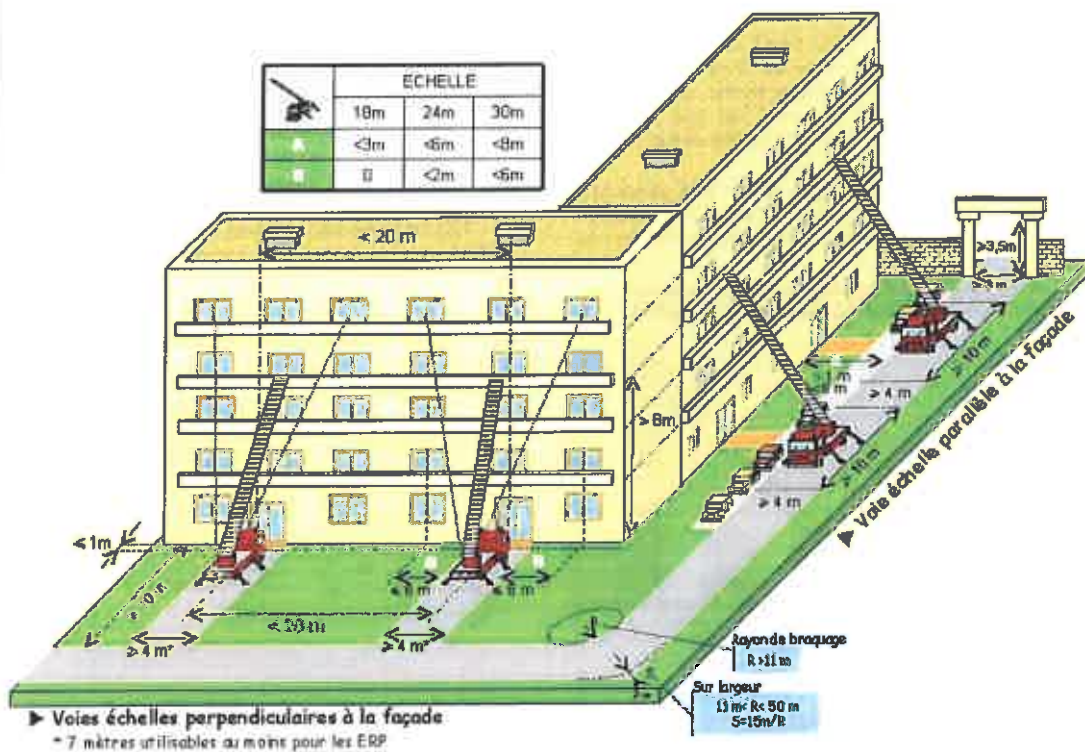 ECHELLE
18m 24m 30m
A <3m <6m <8m
B 0 <2m <6m
⩽ 20 m
⩾3,5m
⩾ 3m
⩾ 8m
⩾ 10 m
⩾ 4 m
⩾ 10 m
⩾ 4 m
⩽ 1m
⩽ 20 m
⩾ 4 m*
⩾ 4 m*
▶ Voie échelle parallèle à la façade
Rayon de braquage
R >11 m
Sur largeur
11 m< R< 50 m
S=15m/R
▶ Voies échelles perpendiculaires à la façade
* 7 mètres utilisables au moins pour les ERP